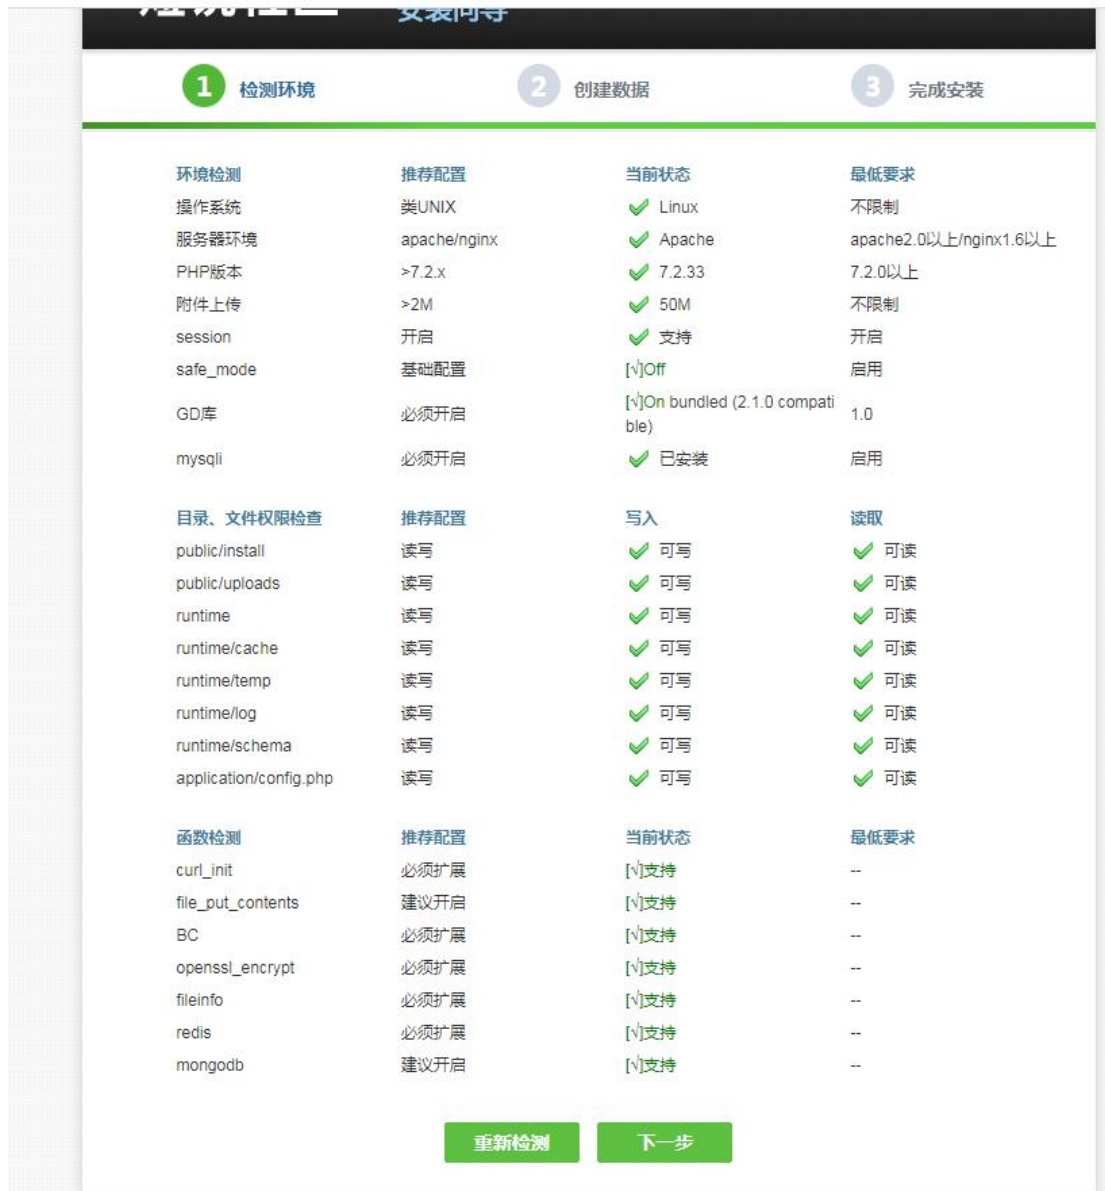 安装向导
1 检测环境 2 创建数据 3 完成安装
环境检测 推荐配置 当前状态 最低要求
操作系统 类UNIX Linux 不限制
服务器环境 apache/nginx Apache apache2.0以上/nginx1.6以上
PHP版本 >7.2.x 7.2.33 7.2.0以上
附件上传 >2M 50M 不限制
session 开启 支持 开启
safe_mode 基础配置 [√]Off 启用
GD库 必须开启 [√]On bundled (2.1.0 compati
ble) 1.0
mysqli 必须开启 已安装 启用
目录、文件权限检查 推荐配置 写入 读取
public/install 读写 可写 可读
public/uploads 读写 可写 可读
runtime 读写 可写 可读
runtime/cache 读写 可写 可读
runtime/temp 读写 可写 可读
runtime/log 读写 可写 可读
runtime/schema 读写 可写 可读
application/config.php 读写 可写 可读
函数检测 推荐配置 当前状态 最低要求
curl_init 必须扩展 [√]支持 --
file_put_contents 建议开启 [√]支持 --
BC 必须扩展 [√]支持 --
openssl_encrypt 必须扩展 [√]支持 --
fileinfo 必须扩展 [√]支持 --
redis 必须扩展 [√]支持 --
mongodb 建议开启 [√]支持 --
重新检测 下一步